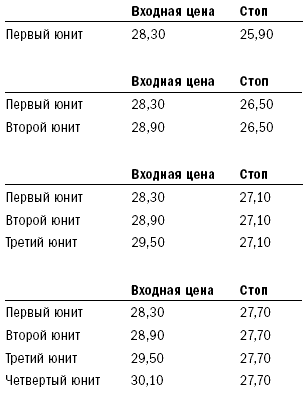 Входная цена Стоп
Первый юнит 28,30 25,90
Входная цена Стоп
Первый юнит 28,30 26,50
Второй юнит 28,90 26,50
Входная цена Стоп
Первый юнит 28,30 27,10
Второй юнит 28,90 27,10
Третий юнит 29,50 27,10
Входная цена Стоп
Первый юнит 28,30 27,70
Второй юнит 28,90 27,70
Третий юнит 29,50 27,70
Четвертый юнит 30,10 27,70